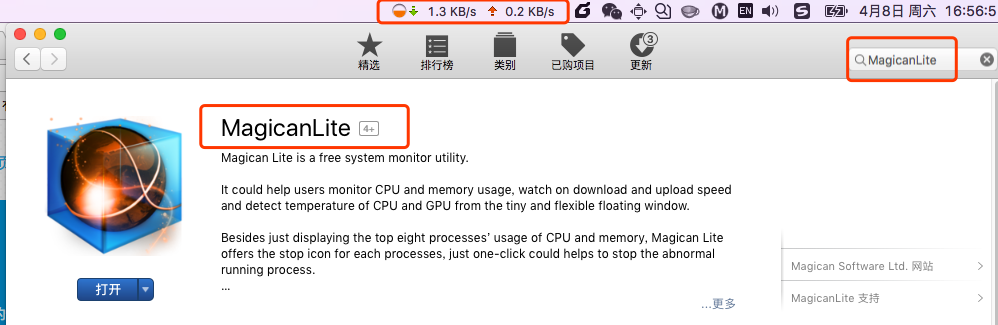 1.3 KB/s 0.2 KB/s EN 4月8日 周六 16:56:5
精选 排行榜 类别 已购项目 更新 3
MagicanLite
MagicanLite 4+
Magican Lite is a free system monitor utility.
It could help users monitor CPU and memory usage, watch on download and upload speed
and detect temperature of CPU and GPU from the tiny and flexible floating window.
Besides just displaying the top eight processes’ usage of CPU and memory, Magican Lite
offers the stop icon for each processes, just one-click could helps to stop the abnormal
running process.
...
...更多
打开
Magican Software Ltd. 网站
MagicanLite 支持